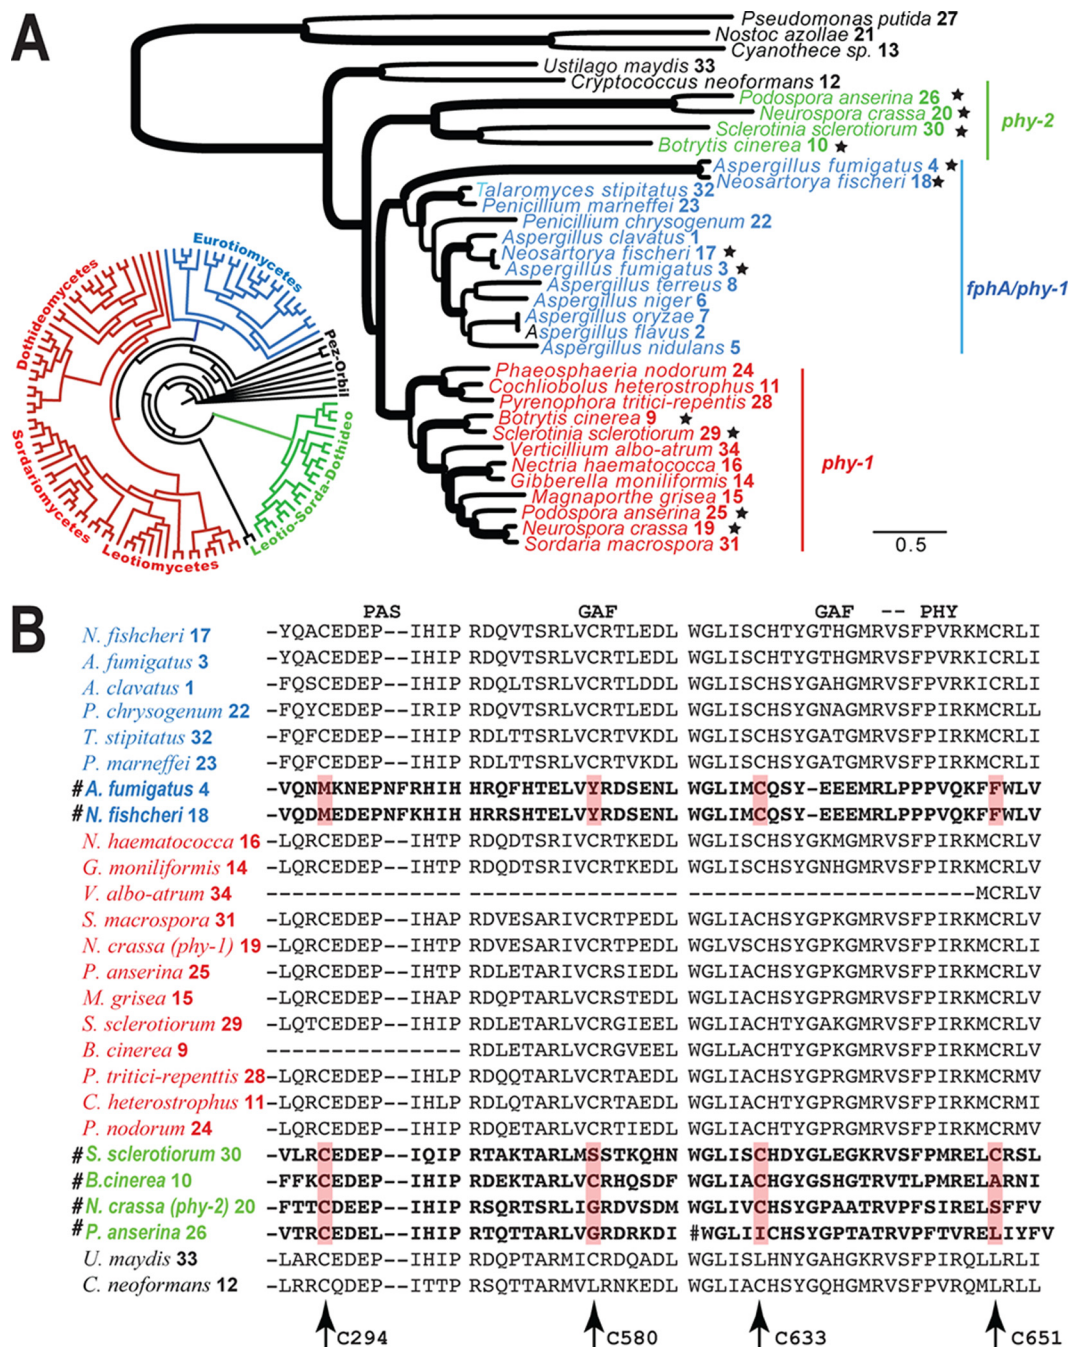 A
Pseudomonas putida 27
Nostoc azollae 21
Cyanothece sp. 13
Ustilago maydis 33
Cryptococcus neoformans 12
Podospora anserina 26 ★
Neurospora crassa 20 ★
Sclerotinia sclerotiorum 30 ★
Botrytis cinerea 10 ★
phy-2
Aspergillus fumigatus 4 ★
Neosartorya fischeri 18 ★
Talaromyces stipitatus 32
Penicillium marneffei 23
Penicillium chrysogenum 22
Aspergillus clavatus 1
Neosartorya fischeri 17 ★
Aspergillus fumigatus 3 ★
Aspergillus terreus 8
Aspergillus niger 6
Aspergillus oryzae 7
Aspergillus flavus 2
Aspergillus nidulans 5
fphA/phy-1
Phaeosphaeria nodorum 24
Cochliobolus heterostrophus 11
Pyrenophora tritici-repentis 28
Botrytis cinerea 9 ★
Sclerotinia sclerotiorum 29 ★
Verticillium albo-atrum 34
Nectria haematococca 16
Gibberella moniliformis 14
Magnaporthe grisea 15
Podospora anserina 25 ★
Neurospora crassa 19 ★
Sordaria macrospora 31
phy-1
0.5
Eurotiomycetes
Dothideomycetes
Pez-Orbil
Sordariomycetes
Leotio-Sorda-Dothideo
Leotiomycetes
B
PAS GAF GAF -- PHY
N. fishcheri 17 -YQACEDEP--IHIP RDQVTSRLVCRTLEDL WGLISCHTYGTHGMRVSFPVRKMCRLI
A. fumigatus 3 -YQACEDEP--IHIP RDQVTSRLVCRTLEDL WGLISCHTYGTHGMRVSFPVRKICRLI
A. clavatus 1 -FQSCEDEP--IHIP RDQLTSRLVCRTLDDL WGLISCHTYGAHGMRVSFPVRKICRLI
P. chrysogenum 22 -FQYCEDEP--IRIP RDQVTSRLVCRTLEDL WGLISCHSYGNAGMRVSFPVRKMCRLL
T. stipitatus 32 -FQFCEDEP--IHIP RDLTTSRLVCRTVKDL WGLISCHSYGATGMRVSFPVRKMCRLI
P. marneffei 23 -FQFCEDEP--IHIP RDLTTSRLVCRTVKDL WGLISCHSYGATGMRVSFPVRKMCRLI
#A. fumigatus 4 -VQNMKNEPNFRHIH HRQFHTELVYRDSENL WGLIMCQSY-EEEMRLPPPVQKFFWLV
#N. fishcheri 18 -VQDMEDEPNFKHIH HRRSHTELVYRDSENL WGLIMCQSY-EEEMRLPPPVQKFFWLV
N. haematococca 16 -LQRCEDEP--IHTP RDQDTSRIVCRTKEDL WGLISCHSYGKMGMRVSFPIRKMCRLV
G. moniliformis 14 -LQRCEDEP--IHTP RDQDTSRIVCRTKEDL WGLISCHSYGKGMRVSFPIRKMCRLV
V. albo-atrum 34 --------------- ---------------- ----------------------MCRLV
S. macrospora 31 -LQRCEDEP--IHAP RDVESARIVCRTPEDL WGLIACHSYGPKGMRVSFPIRKMCRLV
N. crassa (phy-1) 19 -LQRCEDEP--IHTP RDVESARIVCRTPEDL WGLVSCHSYGPKGMRVSFPIRKMCRLI
P. anserina 25 -LQRCEDEP--IHTP RDLETARIVCRSIEDL WGLIACHSYGPKGMRVSFPIRKMCRLV
M. grisea 15 -LQRCEDEP--IHAP RDQPTARLVCRSTEDL WGLIACHSYGPKGMRVSFPIRKMCRLV
S. sclerotiorum 29 -LQTCEDEP--IHIP RDLETARLVCRGIEEL WGLIACHTYGAKGMRVSFPIRKMCRLV
B. cinerea 9 --------------- RDLETARLVCRGVEEL WGLLACHTYGPKGMRVSFPIRKMCRLV
P. tritici-repenttis 28 -LQRCEDEP--IHLP RDQQTARLVCRTAEDL WGLIACHTYGPRGMRVSFPIRKMCRMV
C. heterostrophus 11 -LQRCEDEP--IHLP RDLQTARLVCRTAEDL WGLIACHTYGPRGMRVSFPIRKMCRMI
P. nodorum 24 -LQRCEDEP--IHIP RDLQTARLVCRTIEDL WGLIACHTYGPKGMRVSFPIRKMCRMV
#S. sclerotiorum 30 -VLRCEDEP--IQIP RTAKTARLMSSTKQHN WGLISCHDYGLEGKRVSFPMRELCRSL
#B.cinerea 10 -FFKCEDEP--IHIP RDEKTARLVCRHQSDF WGLIACHGYGSHGTRVTLPMRELARNI
#N. crassa (phy-2) 20 -FTTCDEP--IHIP RSQRTSRLIGRDVSDM WGLIVCHSYGPAATRVPFSIRELSFFV
#P. anserina 26 -VTRCEDEL--IHIP RTQTTARLVGRDRKDI #WGLIICHSYGPTATRVPFTVRELIYFV
U. maydis 33 -LARCEDEP--IHIP RDQPTARMICRDQADL WGLISLHNYGAHGKRVSFPIRQLLRLI
C. neoformans 12 -LRRCQDEP--ITTP RSQTTARMVLRNKEDL WGLIACHSYGQHGMRVSFPVRQMLRLL
C294 C580 C633 C651